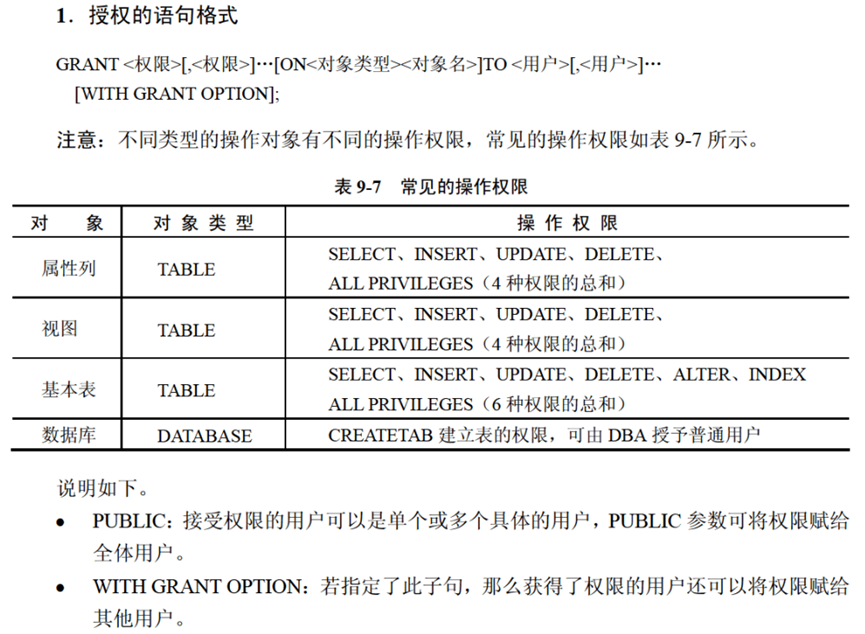 1．授权的语句格式
GRANT <权限>[,<权限>]…[ON<对象类型><对象名>]TO <用户>[,<用户>]…
[WITH GRANT OPTION];
注意：不同类型的操作对象有不同的操作权限，常见的操作权限如表 9-7 所示。
表 9-7 常见的操作权限
对 象 对 象 类 型 操 作 权 限
属性列 TABLE SELECT、INSERT、UPDATE、DELETE、
ALL PRIVILEGES（4 种权限的总和）
视图 TABLE SELECT、INSERT、UPDATE、DELETE、
ALL PRIVILEGES（4 种权限的总和）
基本表 TABLE SELECT、INSERT、UPDATE、DELETE、ALTER、INDEX
ALL PRIVILEGES（6 种权限的总和）
数据库 DATABASE CREATETAB 建立表的权限，可由 DBA 授予普通用户
说明如下。
● PUBLIC：接受权限的用户可以是单个或多个具体的用户，PUBLIC 参数可将权限赋给
全体用户。
● WITH GRANT OPTION：若指定了此子句，那么获得了权限的用户还可以将权限赋给
其他用户。